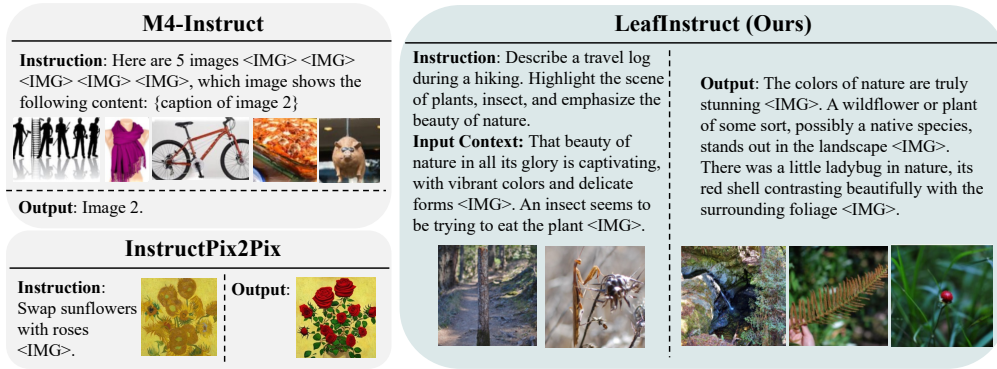 M4-Instruct
Instruction: Here are 5 images <IMG> <IMG>
<IMG> <IMG> <IMG>, which image shows the
following content: {caption of image 2}
Output: Image 2.
InstructPix2Pix
Instruction:
Swap sunflowers
with roses
<IMG>.
Output:
LeafInstruct (Ours)
Instruction: Describe a travel log
during a hiking. Highlight the scene
of plants, insect, and emphasize the
beauty of nature.
Input Context: That beauty of
nature in all its glory is captivating,
with vibrant colors and delicate
forms <IMG>. An insect seems to
be trying to eat the plant <IMG>.
Output: The colors of nature are truly
stunning <IMG>. A wildflower or plant
of some sort, possibly a native species,
stands out in the landscape <IMG>.
There was a little ladybug in nature, its
red shell contrasting beautifully with the
surrounding foliage <IMG>.